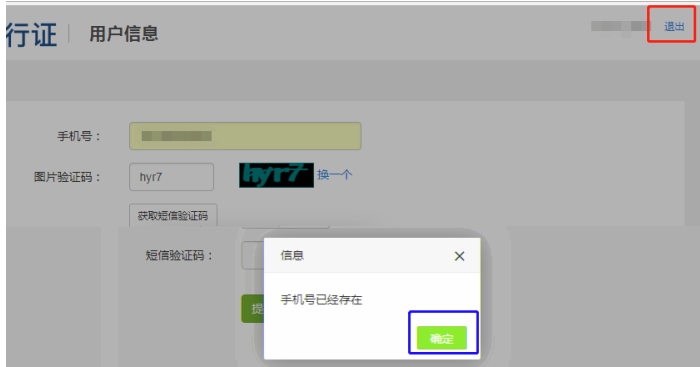 行证 用户信息 退出
手机号：
图片验证码： hyr7 hyr7 换一个
获取短信验证码
短信验证码： 信息 ×
手机号已经存在
提
确定